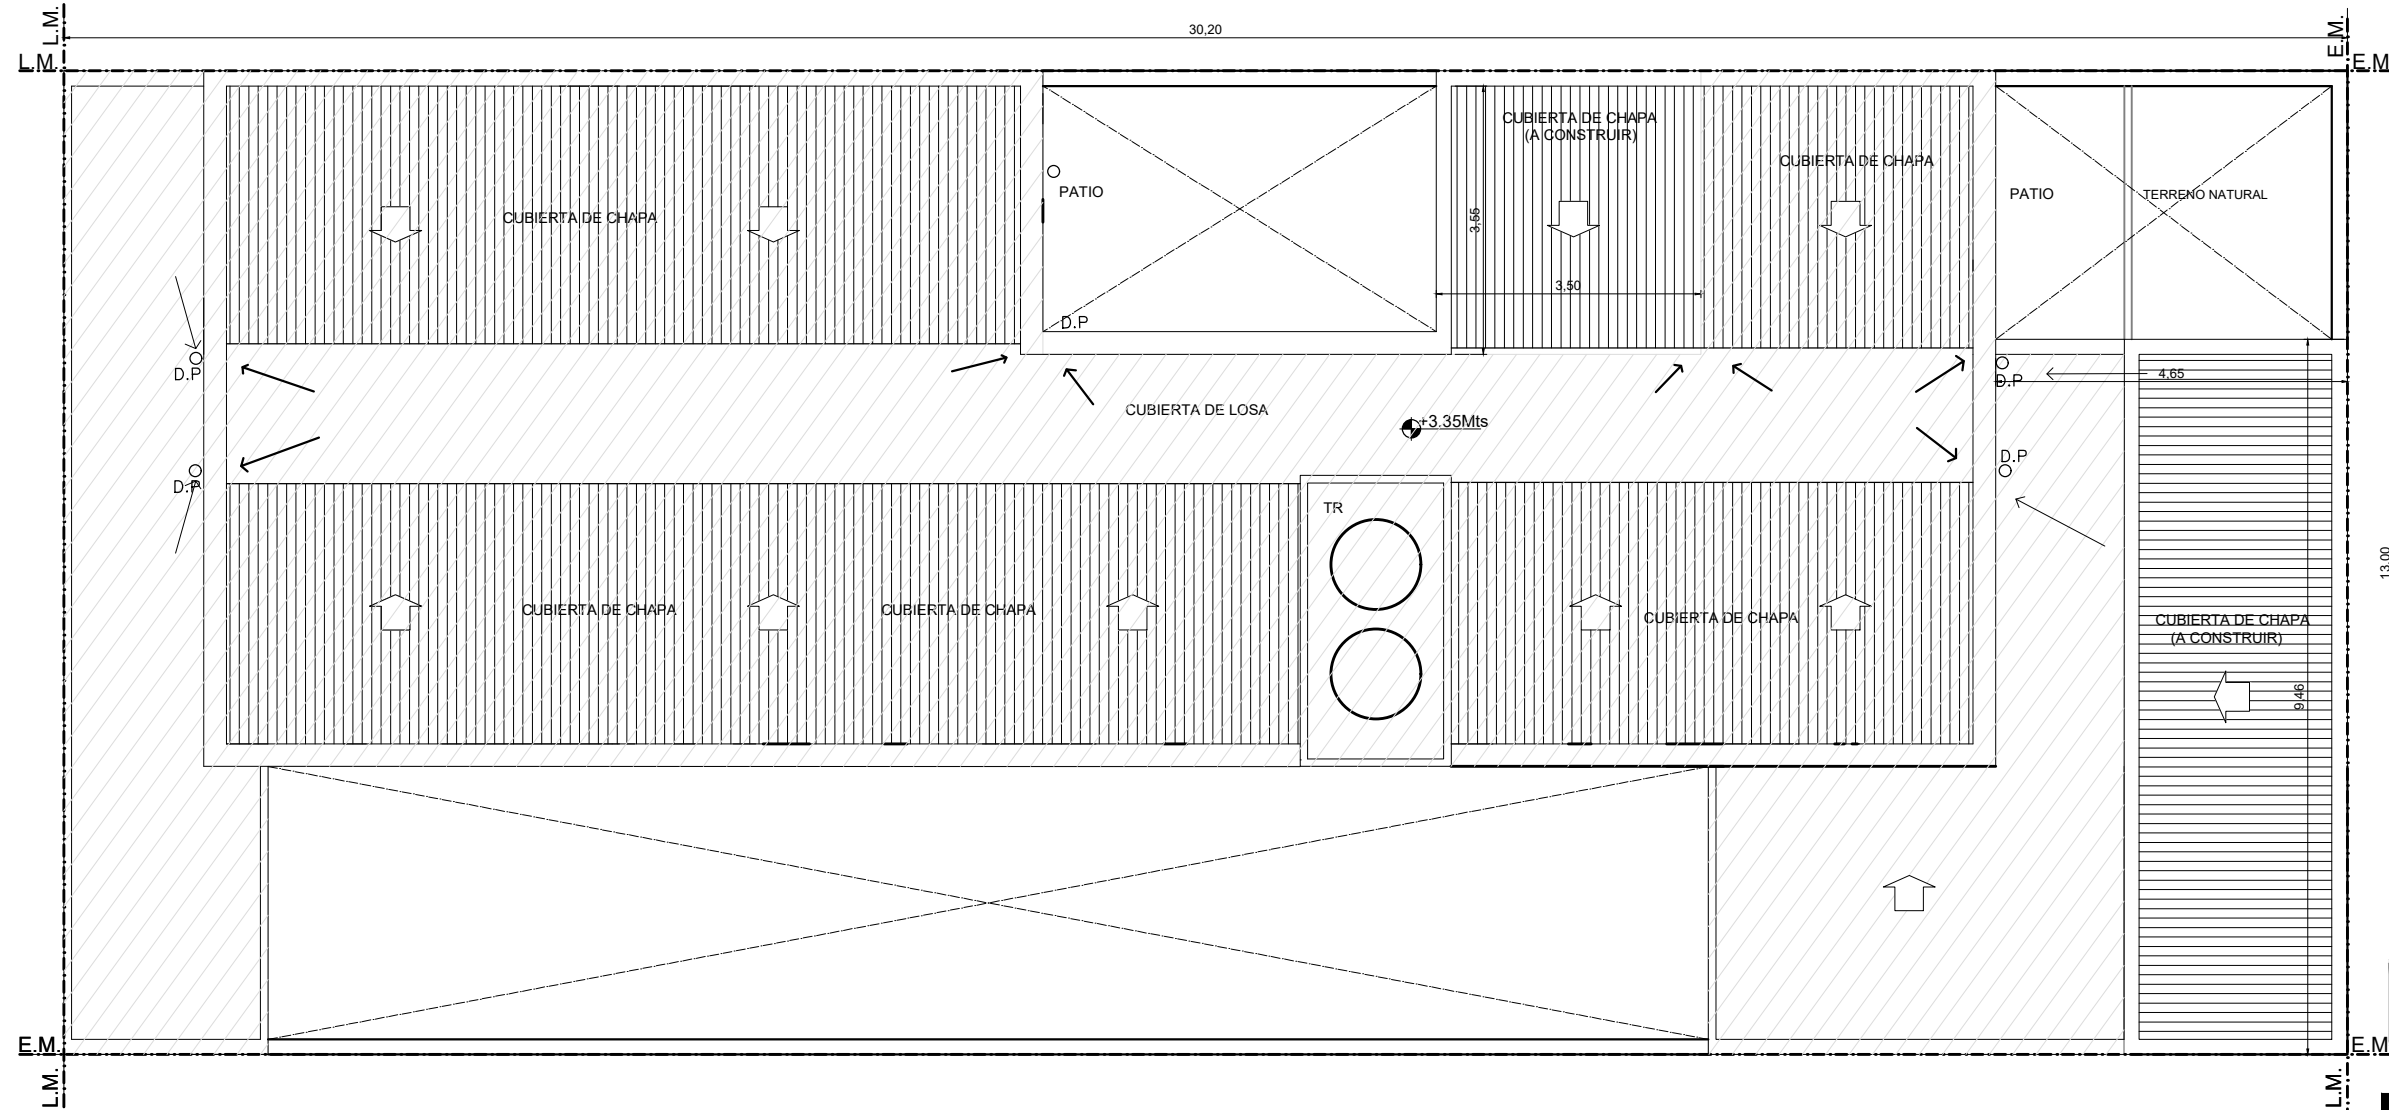 L.M.
30,20
E.M.
L.M.
E.M
CUBIERTA DE CHAPA
(A CONSTRUIR)
CUBIERTA DE CHAPA
PATIO
PATIO
TERRENO NATURAL
CUBIERTA DE CHAPA
3,55
3,50
D.P
D.P
D.P
4,65
CUBIERTA DE LOSA
+3.35Mts
D.P
D.P
TR
13.00
CUBIERTA DE CHAPA
CUBIERTA DE CHAPA
CUBIERTA DE CHAPA
CUBIERTA DE CHAPA
(A CONSTRUIR)
9,46
E.M.
E.M
L.M.
L.M.